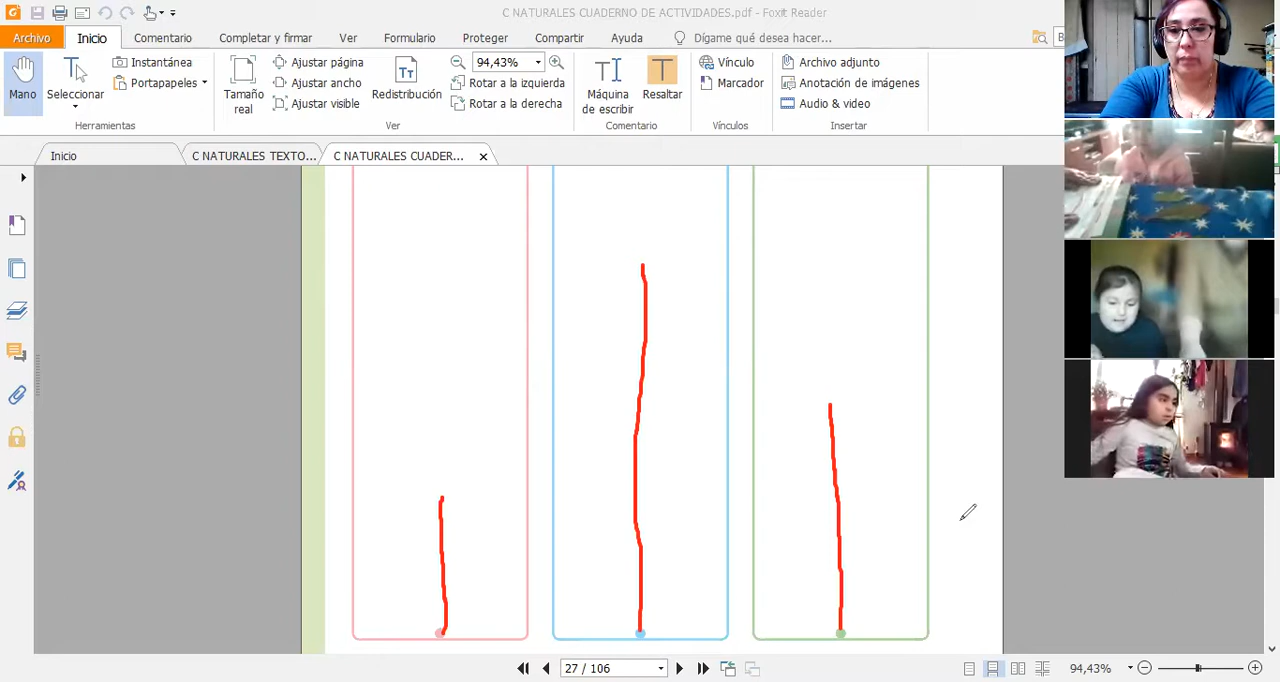 C NATURALES CUADERNO DE ACTIVIDADES.pdf - Foxit Reader
Archivo Inicio Comentario Completar y firmar Ver Formulario Proteger Compartir Ayuda Dígame qué desea hacer... B
Mano
Seleccionar
Instantánea
Portapapeles
Herramientas
Tamaño real
Ajustar página
Ajustar ancho
Ajustar visible
Redistribución
94,43%
Rotar a la izquierda
Rotar a la derecha
Ver
Máquina de escribir
Resaltar
Comentario
Vínculo
Marcador
Vínculos
Archivo adjunto
Anotación de imágenes
Audio & video
Insertar
Inicio C NATURALES TEXTO... C NATURALES CUADER...
27 / 106 94,43%